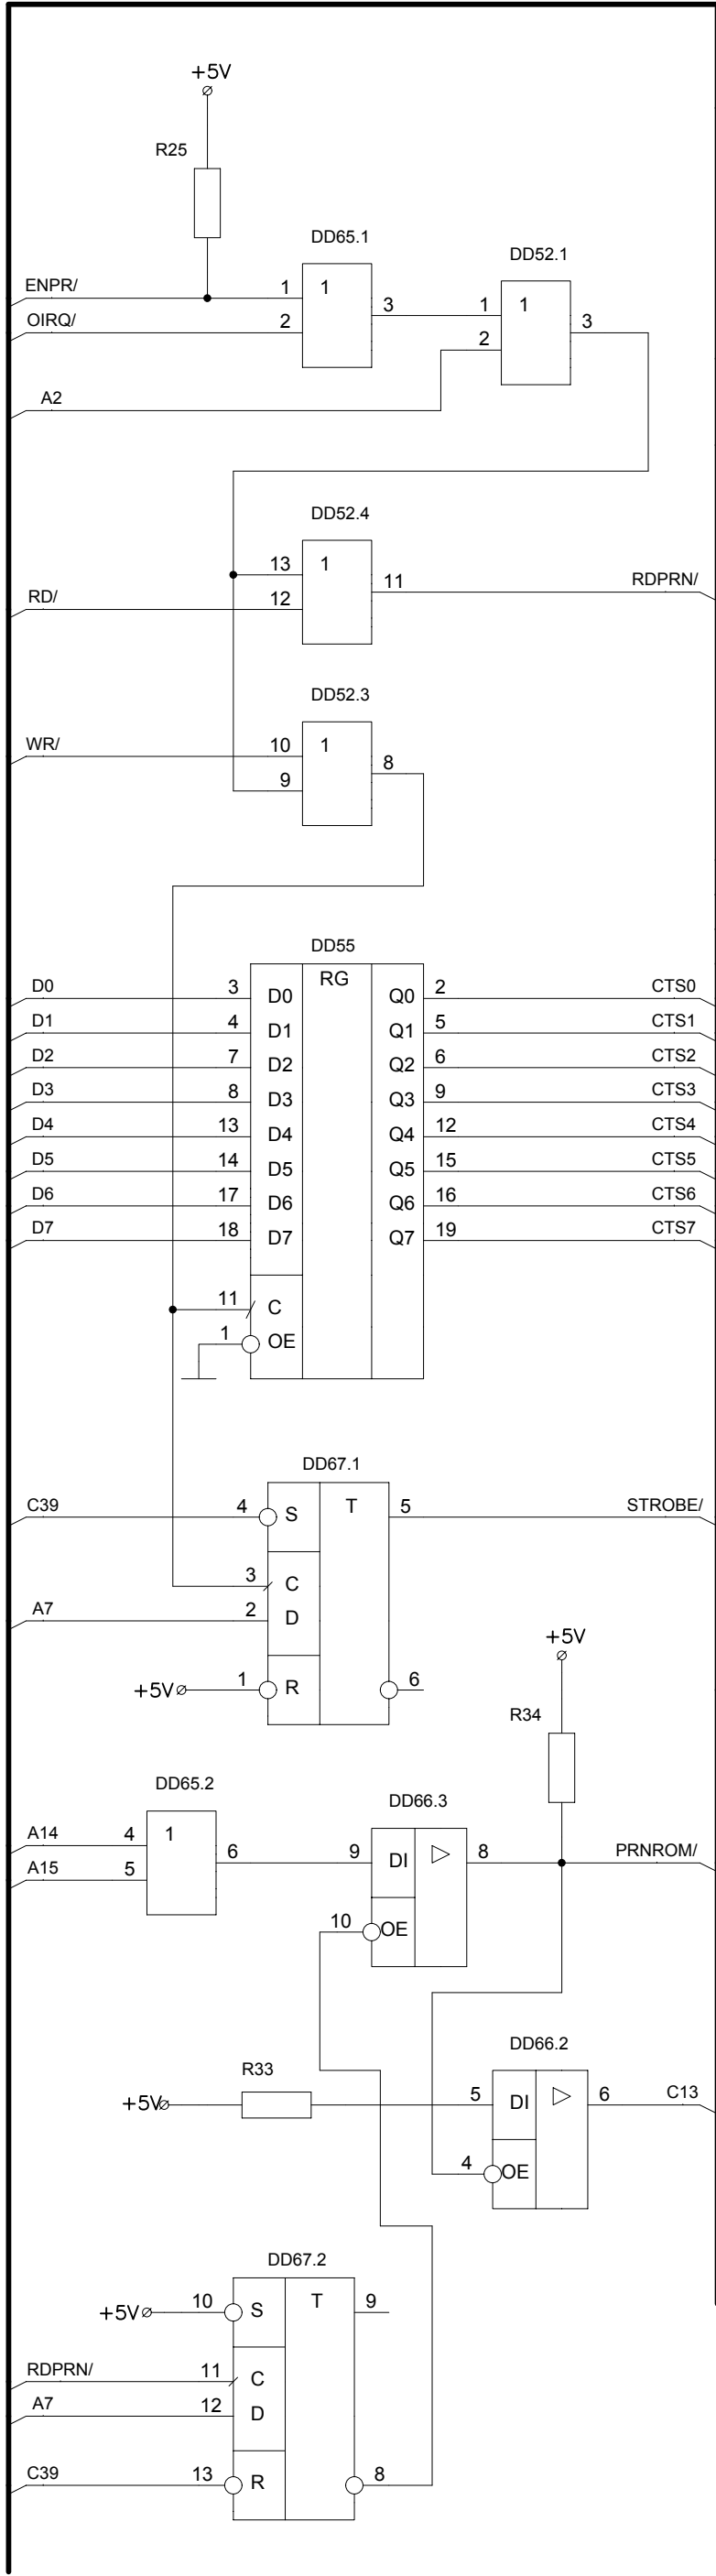 +5V
R25
DD65.1
DD52.1
ENPR/ 1 1 3 1 1 3
OIRQ/ 2 2
A2
DD52.4
13 1 11 RDPRN/
RD/ 12
DD52.3
WR/ 10 1 8
9
DD55
RG
D0 3 D0 Q0 2 CTS0
D1 4 D1 Q1 5 CTS1
D2 7 D2 Q2 6 CTS2
D3 8 D3 Q3 9 CTS3
D4 13 D4 Q4 12 CTS4
D5 14 D5 Q5 15 CTS5
D6 17 D6 Q6 16 CTS6
D7 18 D7 Q7 19 CTS7
11 C
1 OE
DD67.1
C39 4 S T 5 STROBE/
3 C
A7 2 D
+5V
+5V 1 R 6
R34
DD65.2
DD66.3
A14 4 1
A15 5 6 9 DI 8 PRNROM/
10 OE
DD66.2
R33
+5V 5 DI 6 C13
4 OE
DD67.2
+5V 10 S T 9
RDPRN/ 11 C
A7 12 D
C39 13 R 8